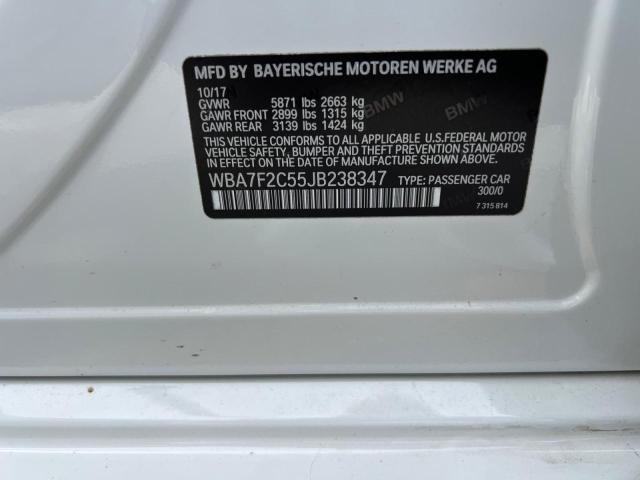 MFD BY BAYERISCHE MOTOREN WERKE AG
10/17
GVWR 5871 lbs 2663 kg
GAWR FRONT 2899 lbs 1315 kg
GAWR REAR 3139 lbs 1424 kg
THIS VEHICLE CONFORMS TO ALL APPLICABLE U.S.FEDERAL MOTOR
VEHICLE SAFETY, BUMPER AND THEFT PREVENTION STANDARDS
IN EFFECT ON THE DATE OF MANUFACTURE SHOWN ABOVE.
WBA7F2C55JB238347 TYPE: PASSENGER CAR
300/0
7 315 814
BMW
BMW
BMW